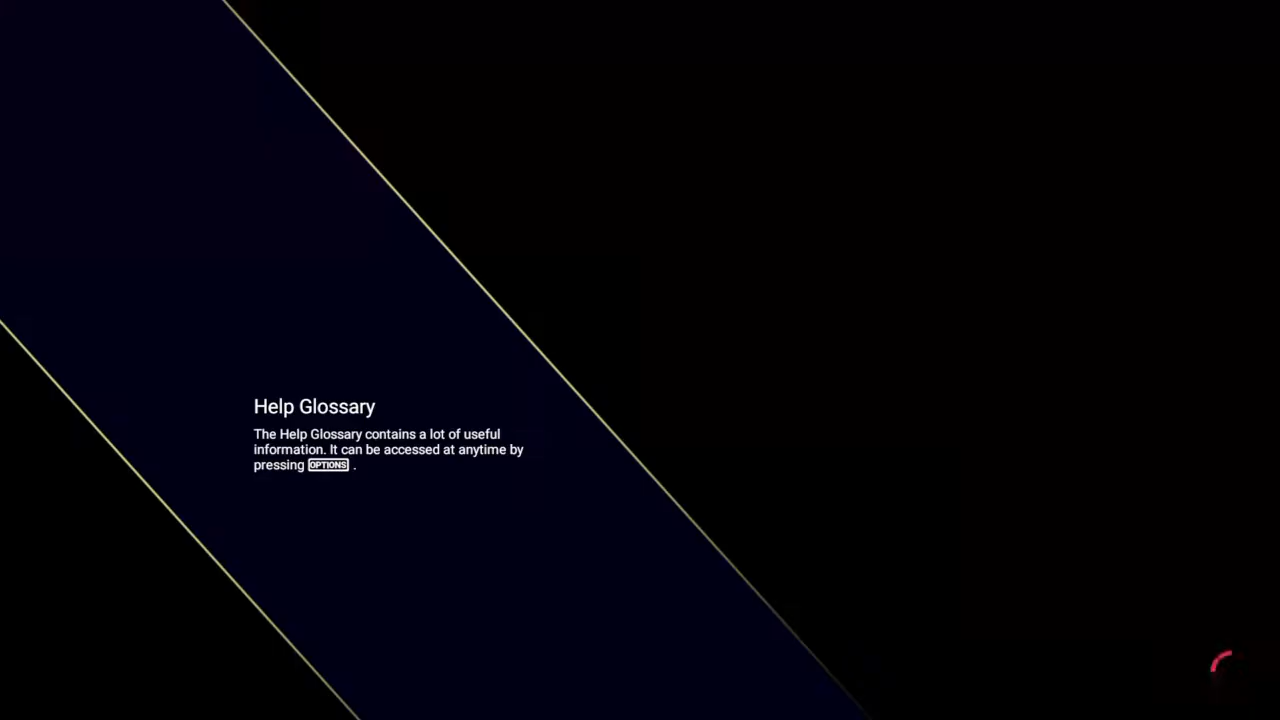 Help Glossary
The Help Glossary contains a lot of useful
information. It can be accessed at anytime by
pressing OPTIONS .